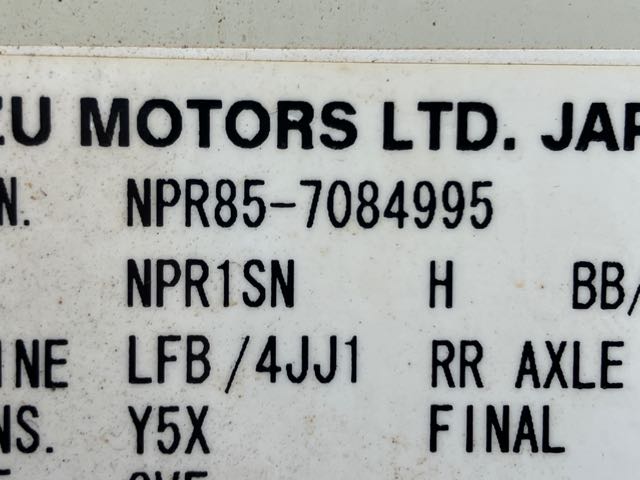 ZU MOTORS LTD. JAP
N. NPR85-7084995
NPR1SN H BB/
INE LFB/4JJ1 RR AXLE
NS. Y5X FINAL